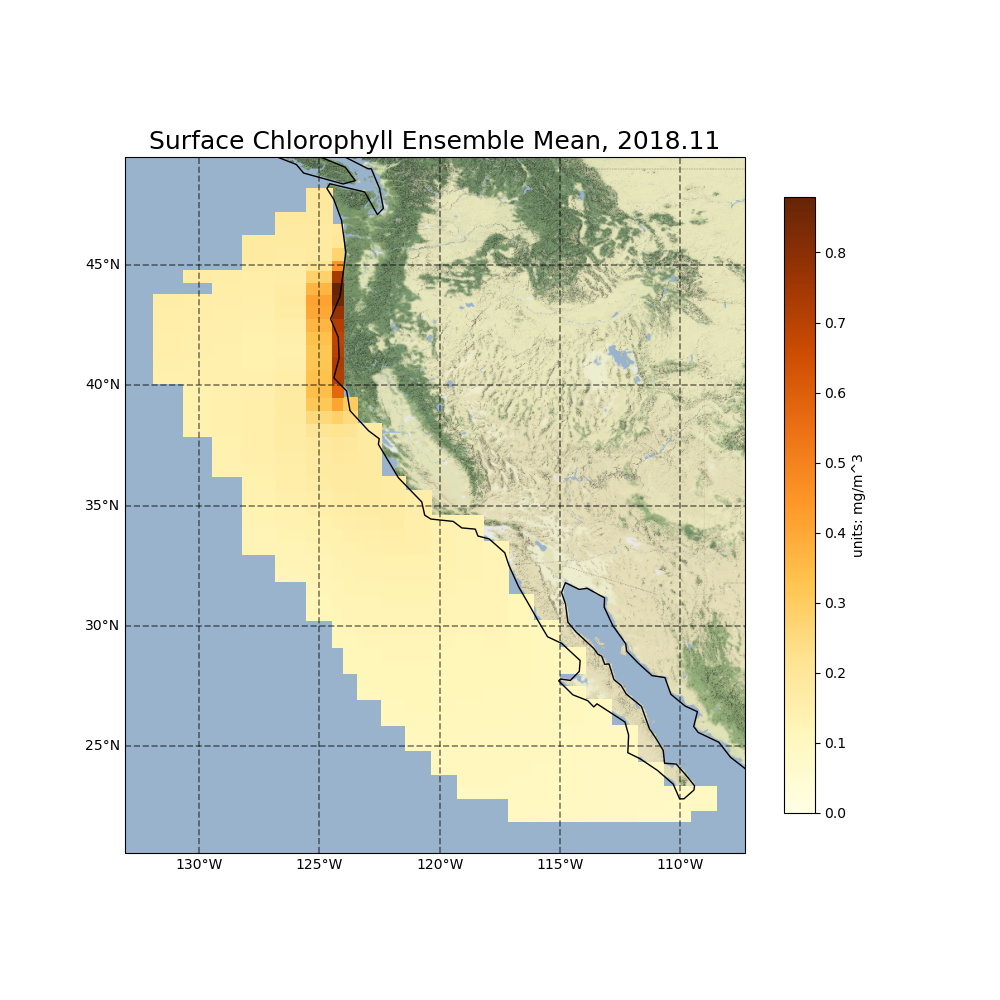 Surface Chlorophyll Ensemble Mean, 2018.11
45°N
40°N
35°N
30°N
25°N
130°W
125°W
120°W
115°W
110°W
0.8
0.7
0.6
0.5
0.4
0.3
0.2
0.1
0.0
units: mg/m^3